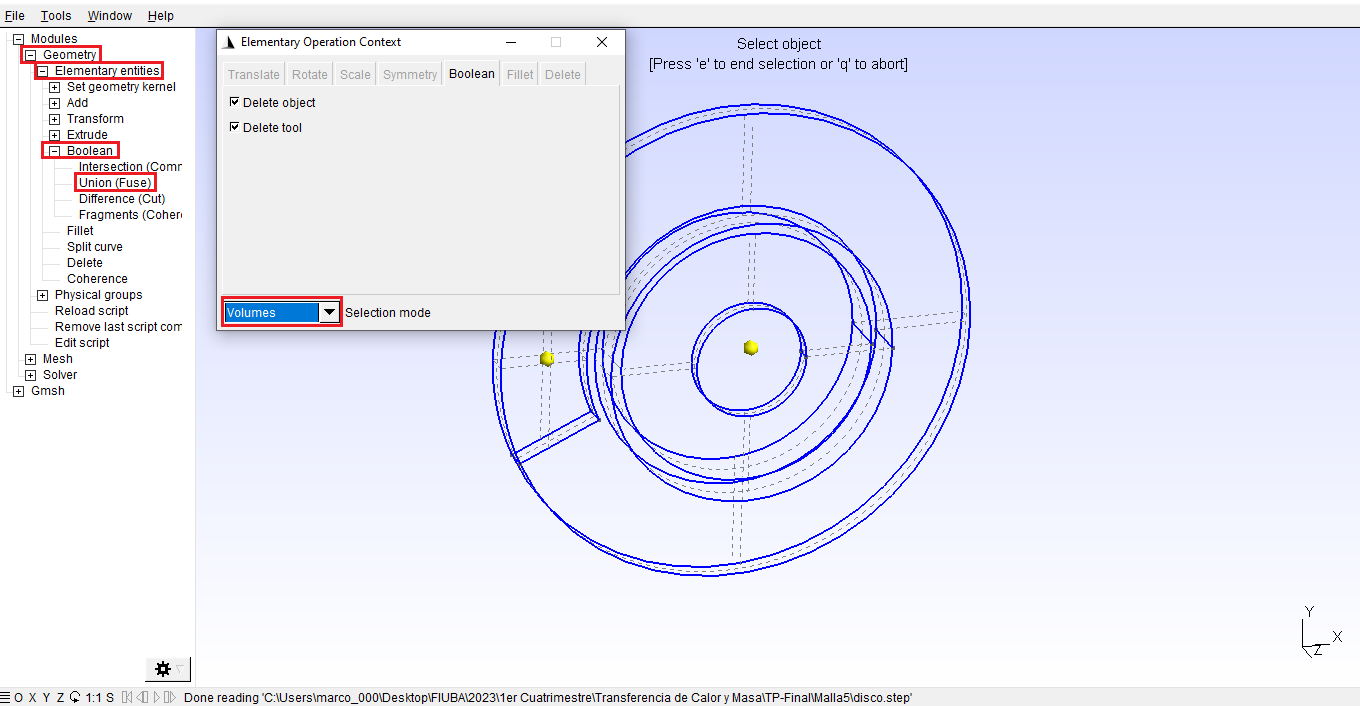 File Tools Window Help
Modules
Geometry
Elementary entities
Set geometry kernel
Add
Transform
Extrude
Boolean
Intersection (Comm
Union (Fuse)
Difference (Cut)
Fragments (Coher
Fillet
Split curve
Delete
Coherence
Physical groups
Reload script
Remove last script com
Edit script
Mesh
Solver
Gmsh
Elementary Operation Context
Translate Rotate Scale Symmetry Boolean Fillet Delete
Delete object
Delete tool
Volumes Selection mode
Select object
[Press 'e' to end selection or 'q' to abort]
Y
X
Z
O X Y Z 1:1 S Done reading 'C:\Users\marco_000\Desktop\FIUBA\2023\1er Cuatrimestre\Transferencia de Calor y Masa\TP-Final\Malla5\disco.step'